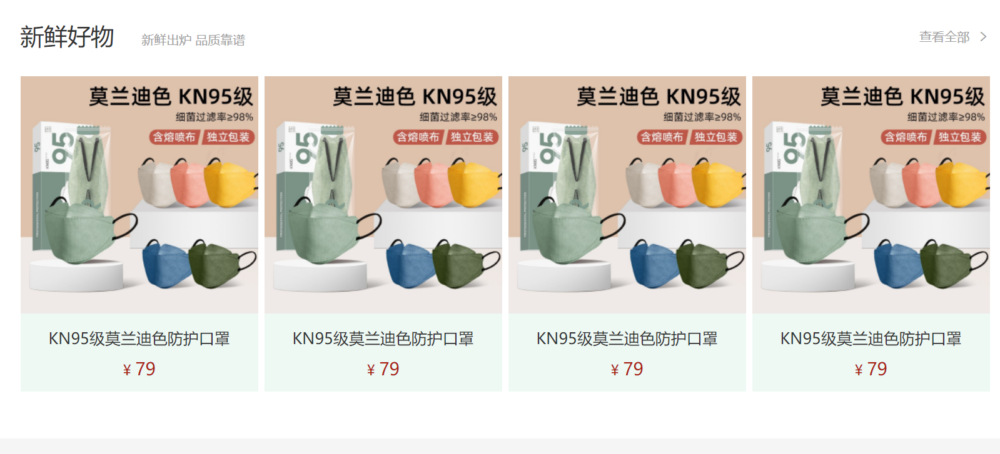 新鲜好物
新鲜出炉 品质靠谱
查看全部
莫兰迪色 KN95级
细菌过滤率≥98%
含熔喷布 独立包装
95
95
KN95
莫兰迪色 KN95级
细菌过滤率≥98%
含熔喷布 独立包装
95
95
KN95
莫兰迪色 KN95级
细菌过滤率≥98%
含熔喷布 独立包装
95
95
KN95
莫兰迪色 KN95级
细菌过滤率≥98%
含熔喷布 独立包装
95
95
KN95
KN95级莫兰迪色防护口罩
¥ 79
KN95级莫兰迪色防护口罩
¥ 79
KN95级莫兰迪色防护口罩
¥ 79
KN95级莫兰迪色防护口罩
¥ 79